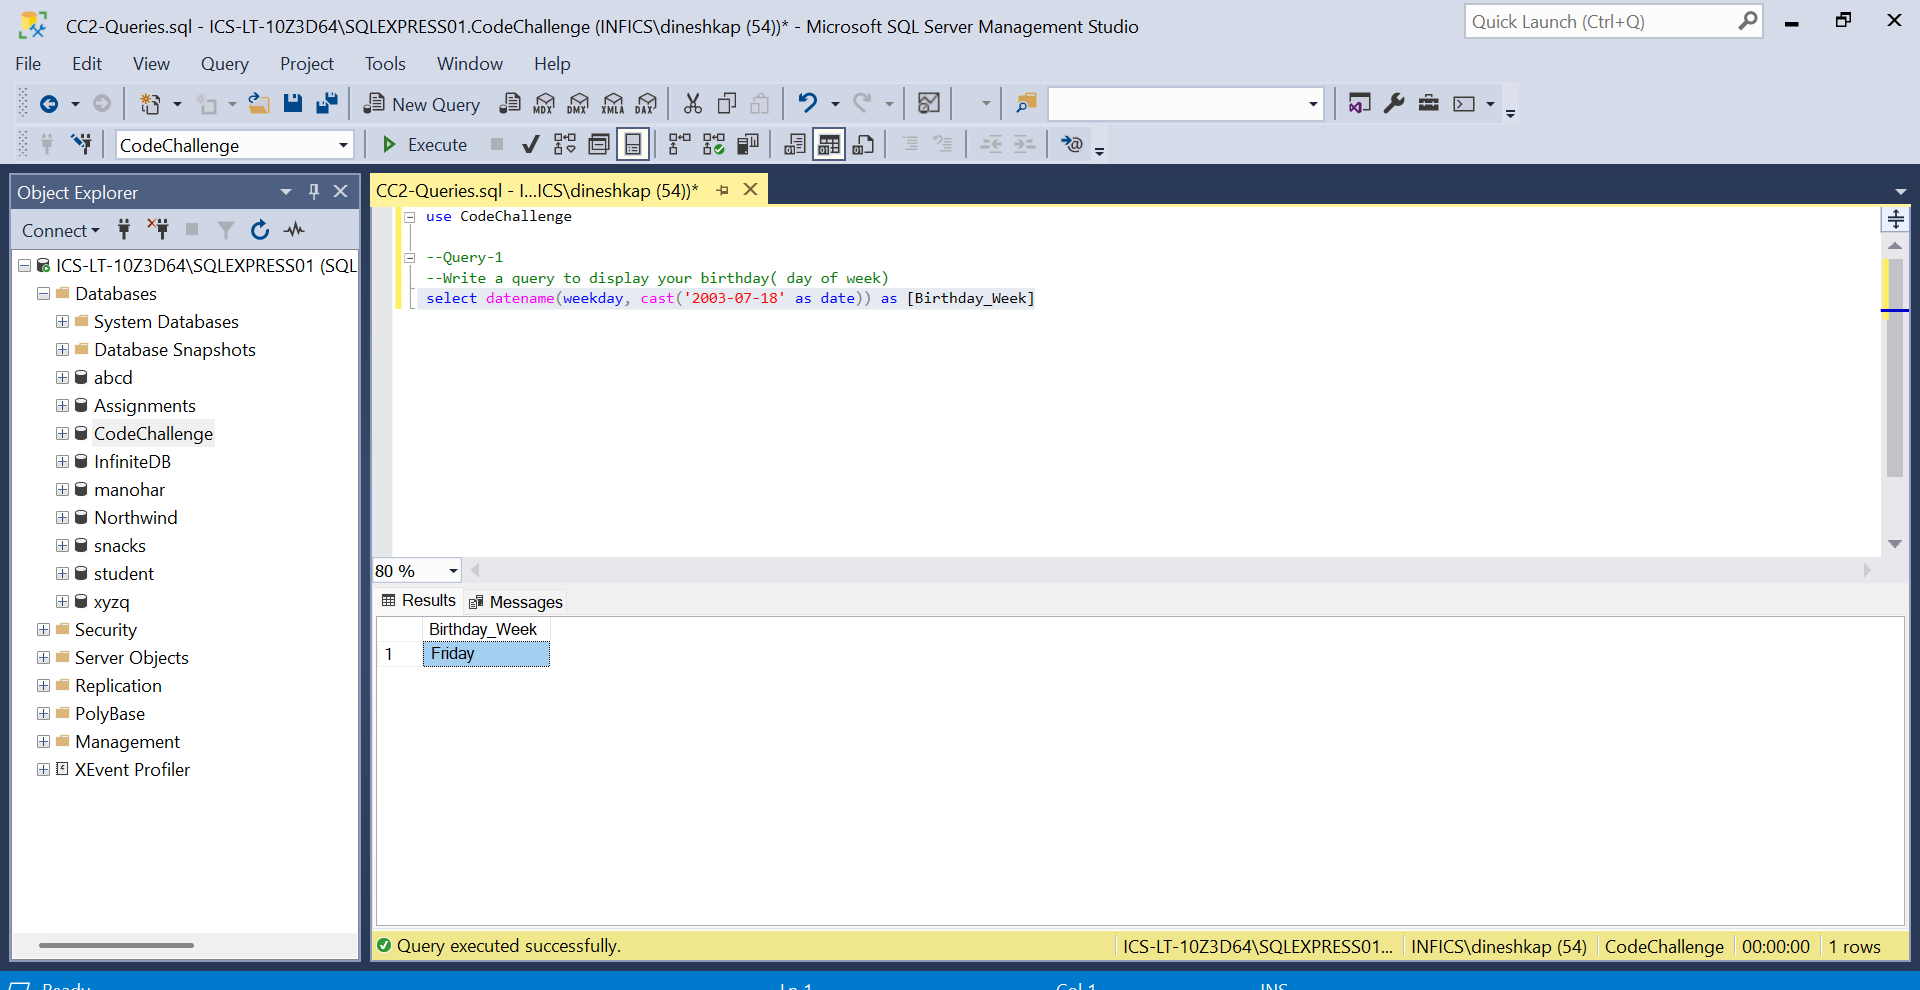 CC2-Queries.sql - ICS-LT-10Z3D64\SQLEXPRESS01.CodeChallenge (INFICS\dineshkap (54))* - Microsoft SQL Server Management Studio
Quick Launch (Ctrl+Q)
File Edit View Query Project Tools Window Help
New Query MDX DMX XMLA DAX
CodeChallenge Execute
Object Explorer
Connect
ICS-LT-10Z3D64\SQLEXPRESS01 (SQL
Databases
System Databases
Database Snapshots
abcd
Assignments
CodeChallenge
InfiniteDB
manohar
Northwind
snacks
student
xyzq
Security
Server Objects
Replication
PolyBase
Management
XEvent Profiler
CC2-Queries.sql - I...ICS\dineshkap (54))*
use CodeChallenge
--Query-1
--Write a query to display your birthday( day of week)
select datename(weekday, cast('2003-07-18' as date)) as [Birthday_Week]
80 %
Results Messages
Birthday_Week
1 Friday
Query executed successfully.
ICS-LT-10Z3D64\SQLEXPRESS01... INFICS\dineshkap (54) CodeChallenge 00:00:00 1 rows
Ready Ln 1 Col 1 INS